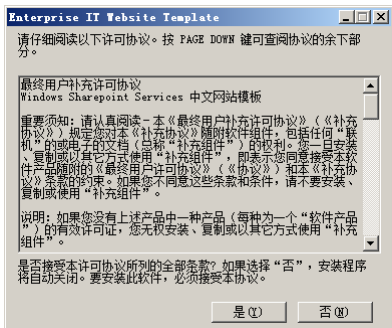 Enterprise IT Website Template
请仔细阅读以下许可协议。按 PAGE DOWN 键可查阅协议的余下部
分。
最终用户补充许可协议
Windows Sharepoint Services 中文网站模板
重要须知：请认真阅读 - 本《最终用户补充许可协议》（《补充
协议》）规定您对本《补充协议》随附软件组件，包括任何“联
机”的或电子的文档（总称“补充组件”）的权利。您一旦安装
、复制或以其它方式使用“补充组件”，即表示您同意接受本软
件产品随附的《最终用户许可协议》（《协议》）和本《补充协
议》条款的约束。如果您不同意这些条款和条件，请不要安装、
复制或使用“补充组件”。
说明：如果您没有上述产品中一种产品（每种为一个“软件产品
”）的有效许可证，您无权安装、复制或以其它方式使用“补充
组件”。
是否接受本许可协议所列的全部条款？如果选择“否”，安装程序
将自动关闭。要安装此软件，必须接受本协议。
是(Y)
否(N)